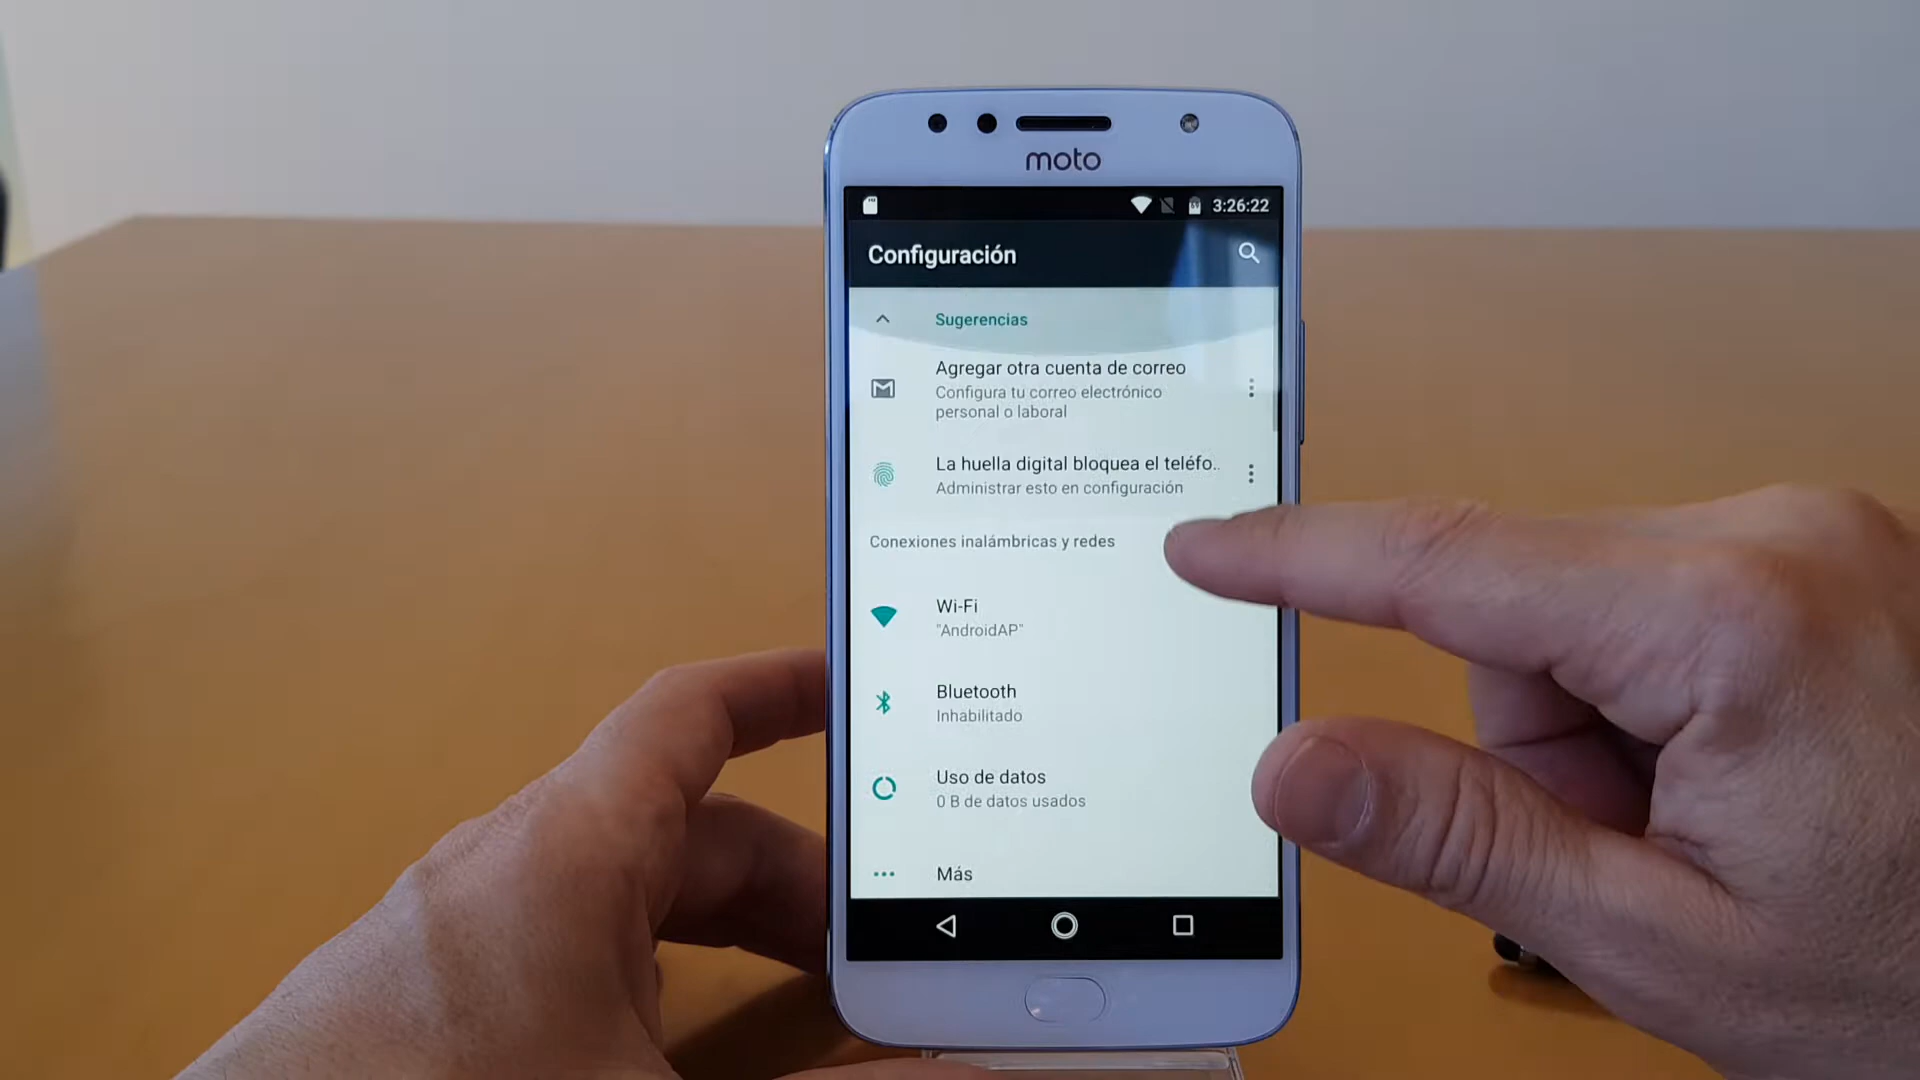 moto
3:26:22
Configuración
Sugerencias
Agregar otra cuenta de correo
Configura tu correo electrónico
personal o laboral
La huella digital bloquea el teléfo..
Administrar esto en configuración
Conexiones inalámbricas y redes
Wi-Fi
"AndroidAP"
Bluetooth
Inhabilitado
Uso de datos
0 B de datos usados
Más